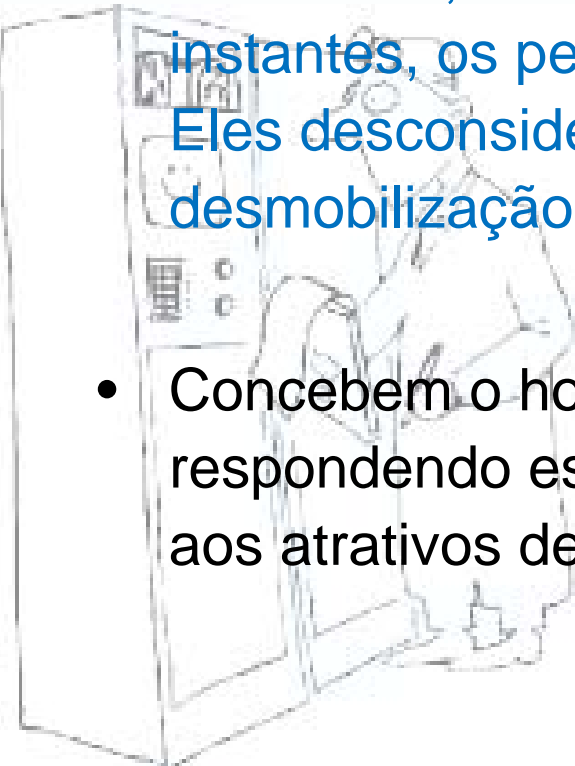 instantes, os pe
Eles desconside
desmobilização
• Concebem o ho
respondendo es
aos atrativos de